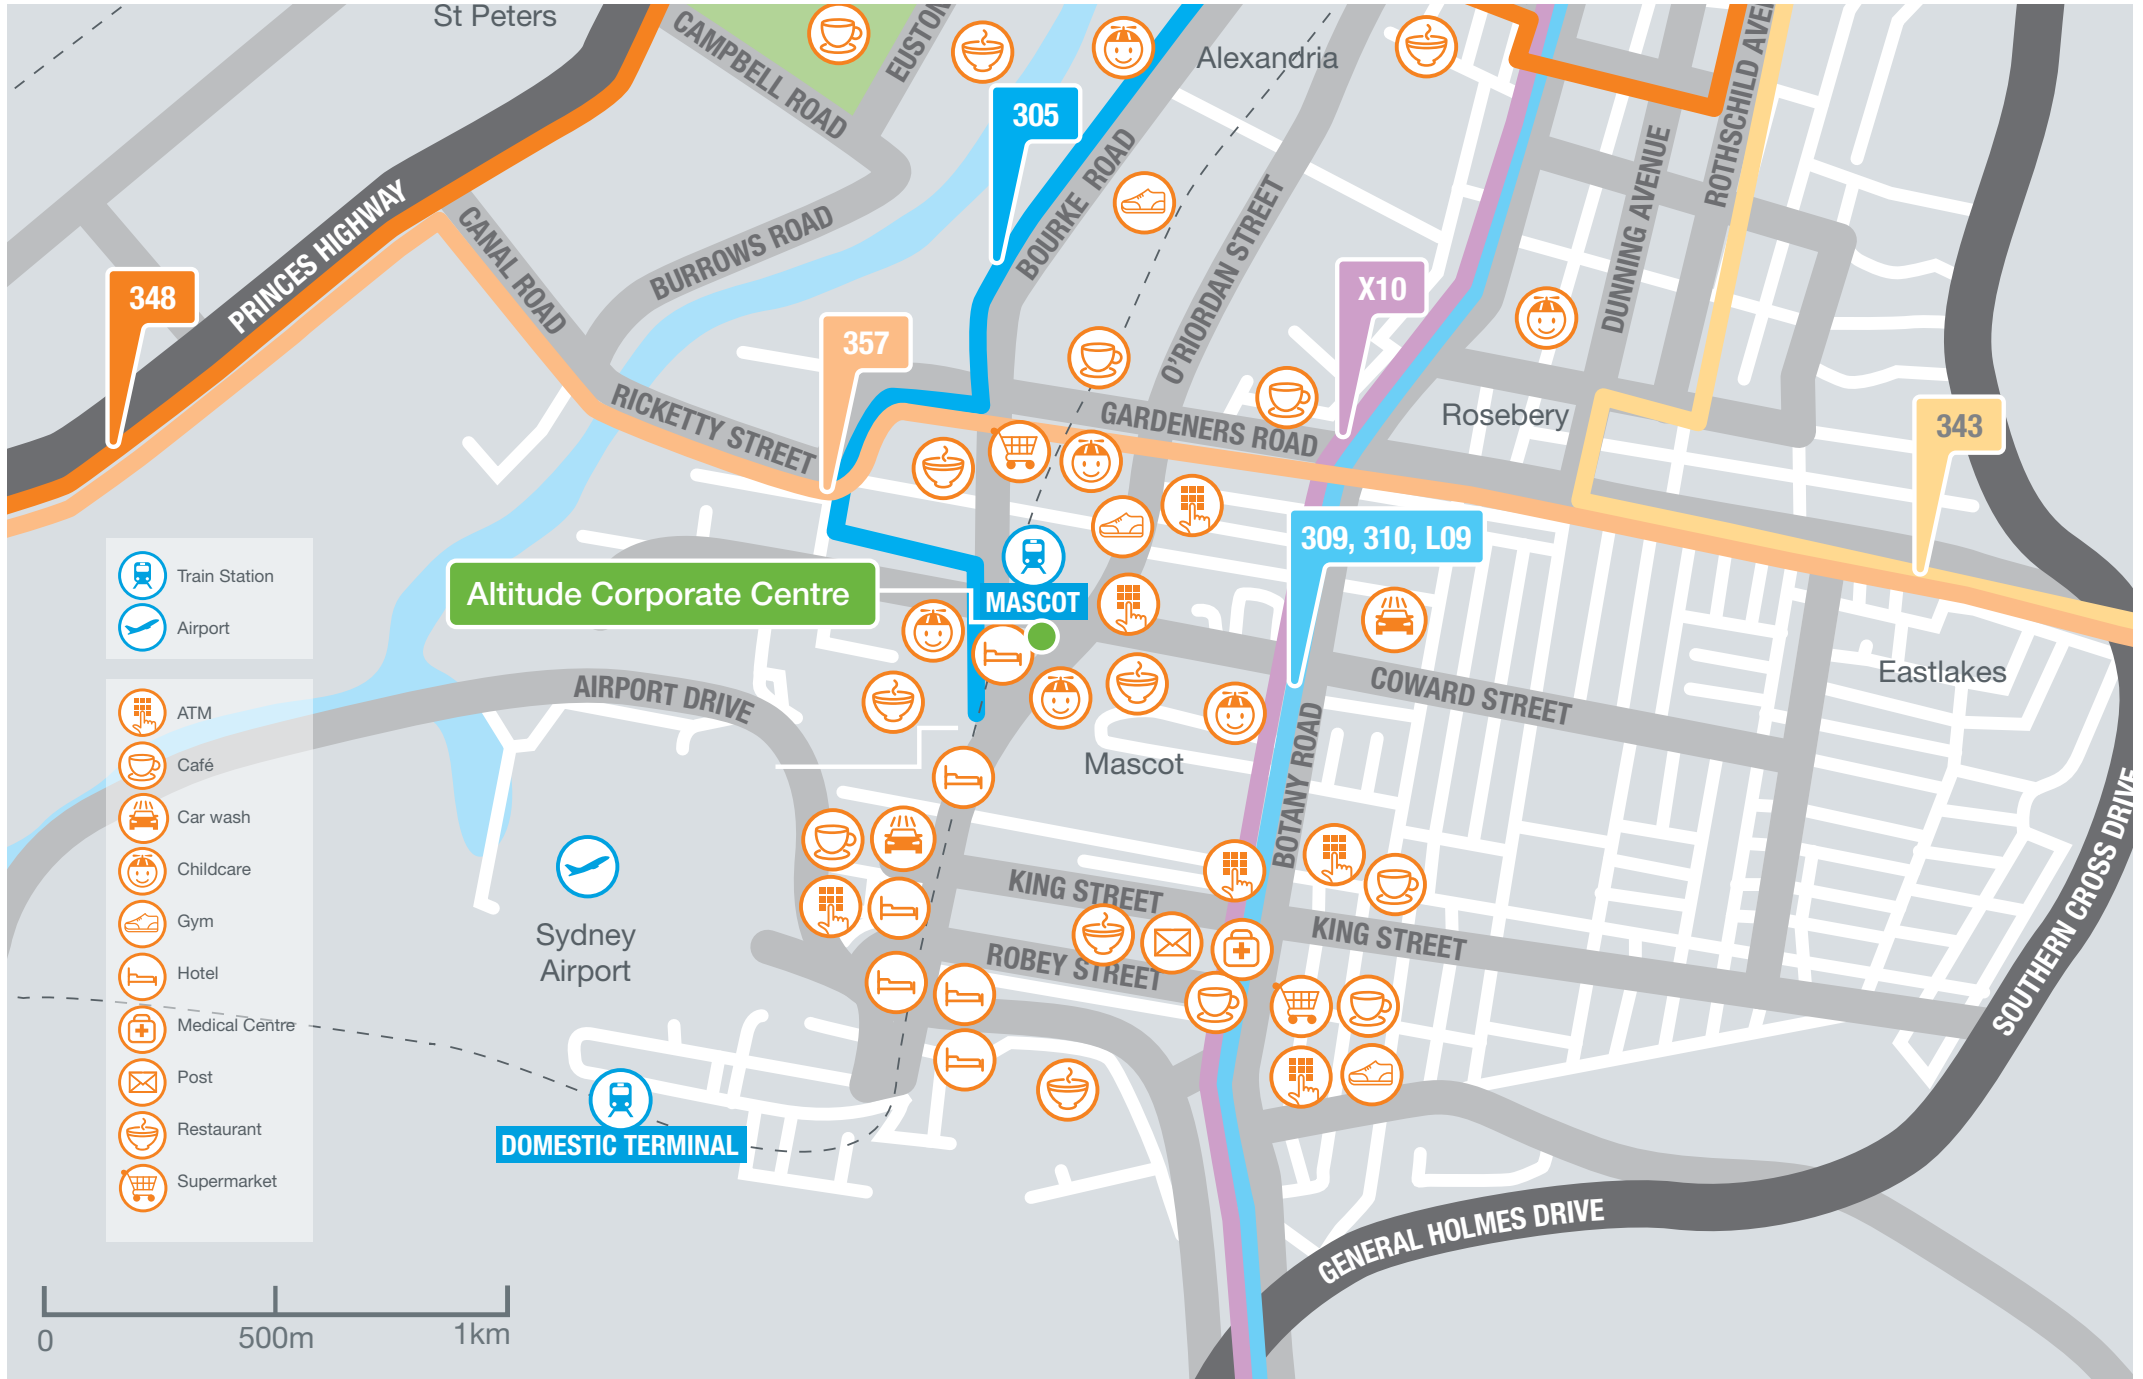 St Peters
CAMPBELL ROAD
EUSTON
Alexandria
305
BOURKE ROAD
O'RIORDAN STREET
DUNNING AVENUE
ROTHSCHILD AVEN
PRINCES HIGHWAY
CANAL ROAD
BURROWS ROAD
348
357
X10
RICKETTY STREET
GARDENERS ROAD
Rosebery
343
309, 310, L09
Altitude Corporate Centre
MASCOT
COWARD STREET
Eastlakes
AIRPORT DRIVE
Mascot
BOTANY ROAD
Sydney
Airport
KING STREET
KING STREET
ROBEY STREET
SOUTHERN CROSS DRIVE
DOMESTIC TERMINAL
GENERAL HOLMES DRIVE
Train Station
Airport
ATM
Café
Car wash
Childcare
Gym
Hotel
Medical Centre
Post
Restaurant
Supermarket
0
500m
1km